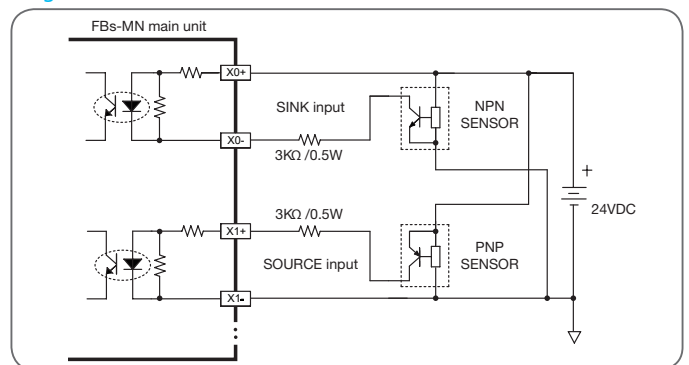 FBs-MN main unit
X0+
SINK input
NPN
SENSOR
X0-
3KΩ /0.5W
+
24VDC
3KΩ /0.5W
X1+
SOURCE input
PNP
SENSOR
X1-